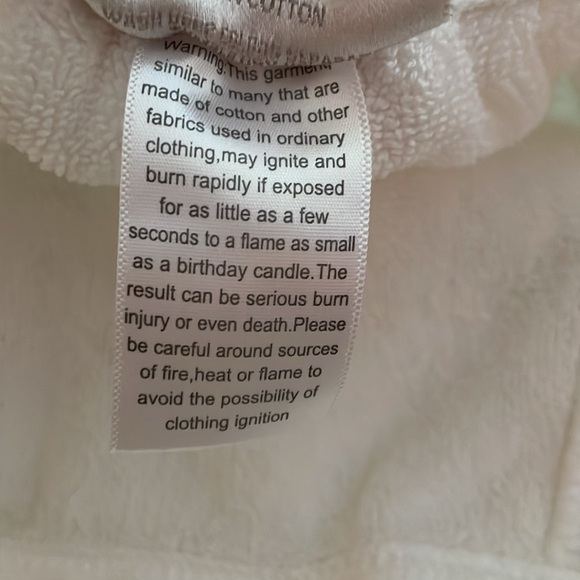 COTTON
WASH
Warning:This garment,
similar to many that are
made of cotton and other
fabrics used in ordinary
clothing,may ignite and
burn rapidly if exposed
for as little as a few
seconds to a flame as small
as a birthday candle.The
result can be serious burn
injury or even death.Please
be careful around sources
of fire,heat or flame to
avoid the possibility of
clothing ignition